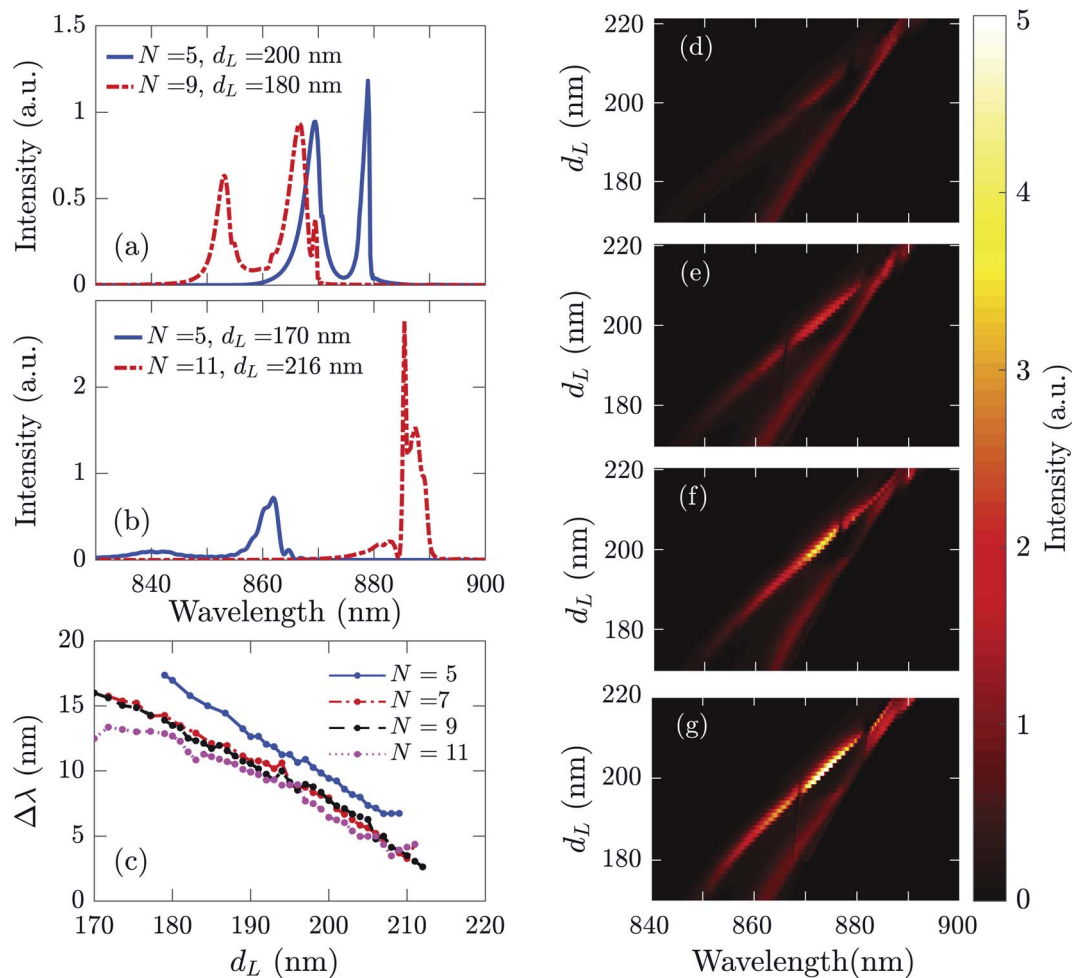 1.5
1
0.5
0
Intensity (a.u.)
N =5, d_L=200 nm
N =9, d_L=180 nm
(a)
2
1
0
Intensity (a.u.)
N =5, d_L=170 nm
N =11, d_L=216 nm
(b)
840 860 880 900
Wavelength (nm)
20
15
10
5
0
Δλ (nm)
N = 5
N =7
N = 9
N = 11
(c)
170 180 190 200 210 220
d_L (nm)
220
200
180
d_L (nm)
(d)
220
200
180
d_L (nm)
(e)
220
200
180
d_L (nm)
(f)
220
200
180
d_L (nm)
(g)
840 860 880 900
Wavelength(nm)
5
4
3
2
1
0
Intensity (a.u.)